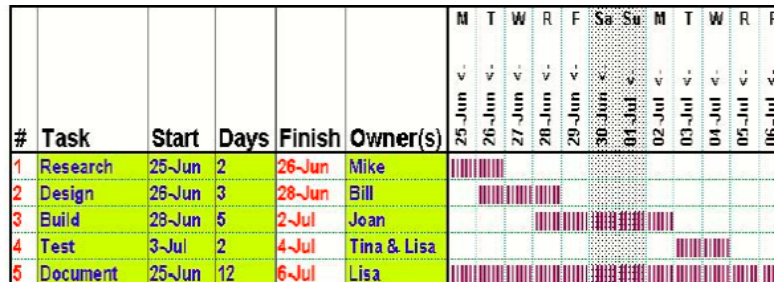 M T W R F Sa Su M T W R F
25-Jun <- 26-Jun <- 27-Jun <- 28-Jun <- 29-Jun <- 30-Jun <- 01-Jul <- 02-Jul <- 03-Jul <- 04-Jul <- 05-Jul <- 06-Jul <-
# Task Start Days Finish Owner(s)
1 Research 25-Jun 2 26-Jun Mike
2 Design 26-Jun 3 28-Jun Bill
3 Build 28-Jun 5 2-Jul Joan
4 Test 3-Jul 2 4-Jul Tina & Lisa
5 Document 25-Jun 12 6-Jul Lisa